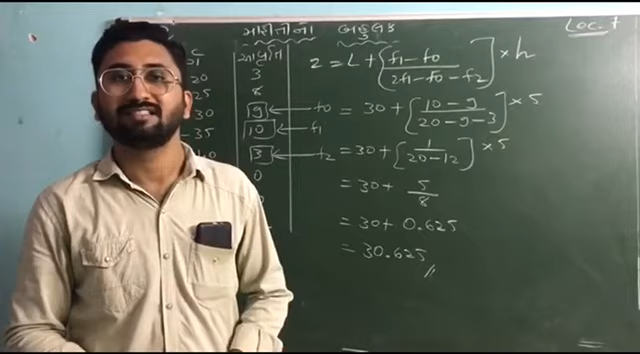 માહિતીના બહુલક Loc. 1
આવૃત્તિ
Z = L + [f1 - f0 / 2f1 - f0 - f2] × h
20 3
25 8
30 9 ← f0 = 30 + [10 - 9 / 20 - 9 - 3] × 5
-35 10 ← f1
40 3 ← f2 = 30 + [1 / 20 - 12] × 5
0 = 30 + 5/8
= 30 + 0.625
= 30.625 //